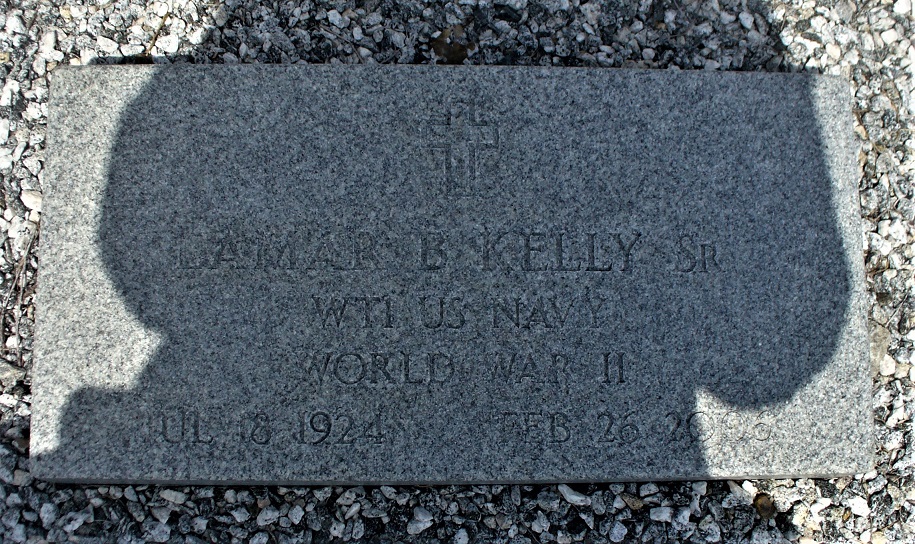 LAMAR B KELLY SR
WT1 US NAVY
WORLD WAR II
JUL 18 1924 FEB 26